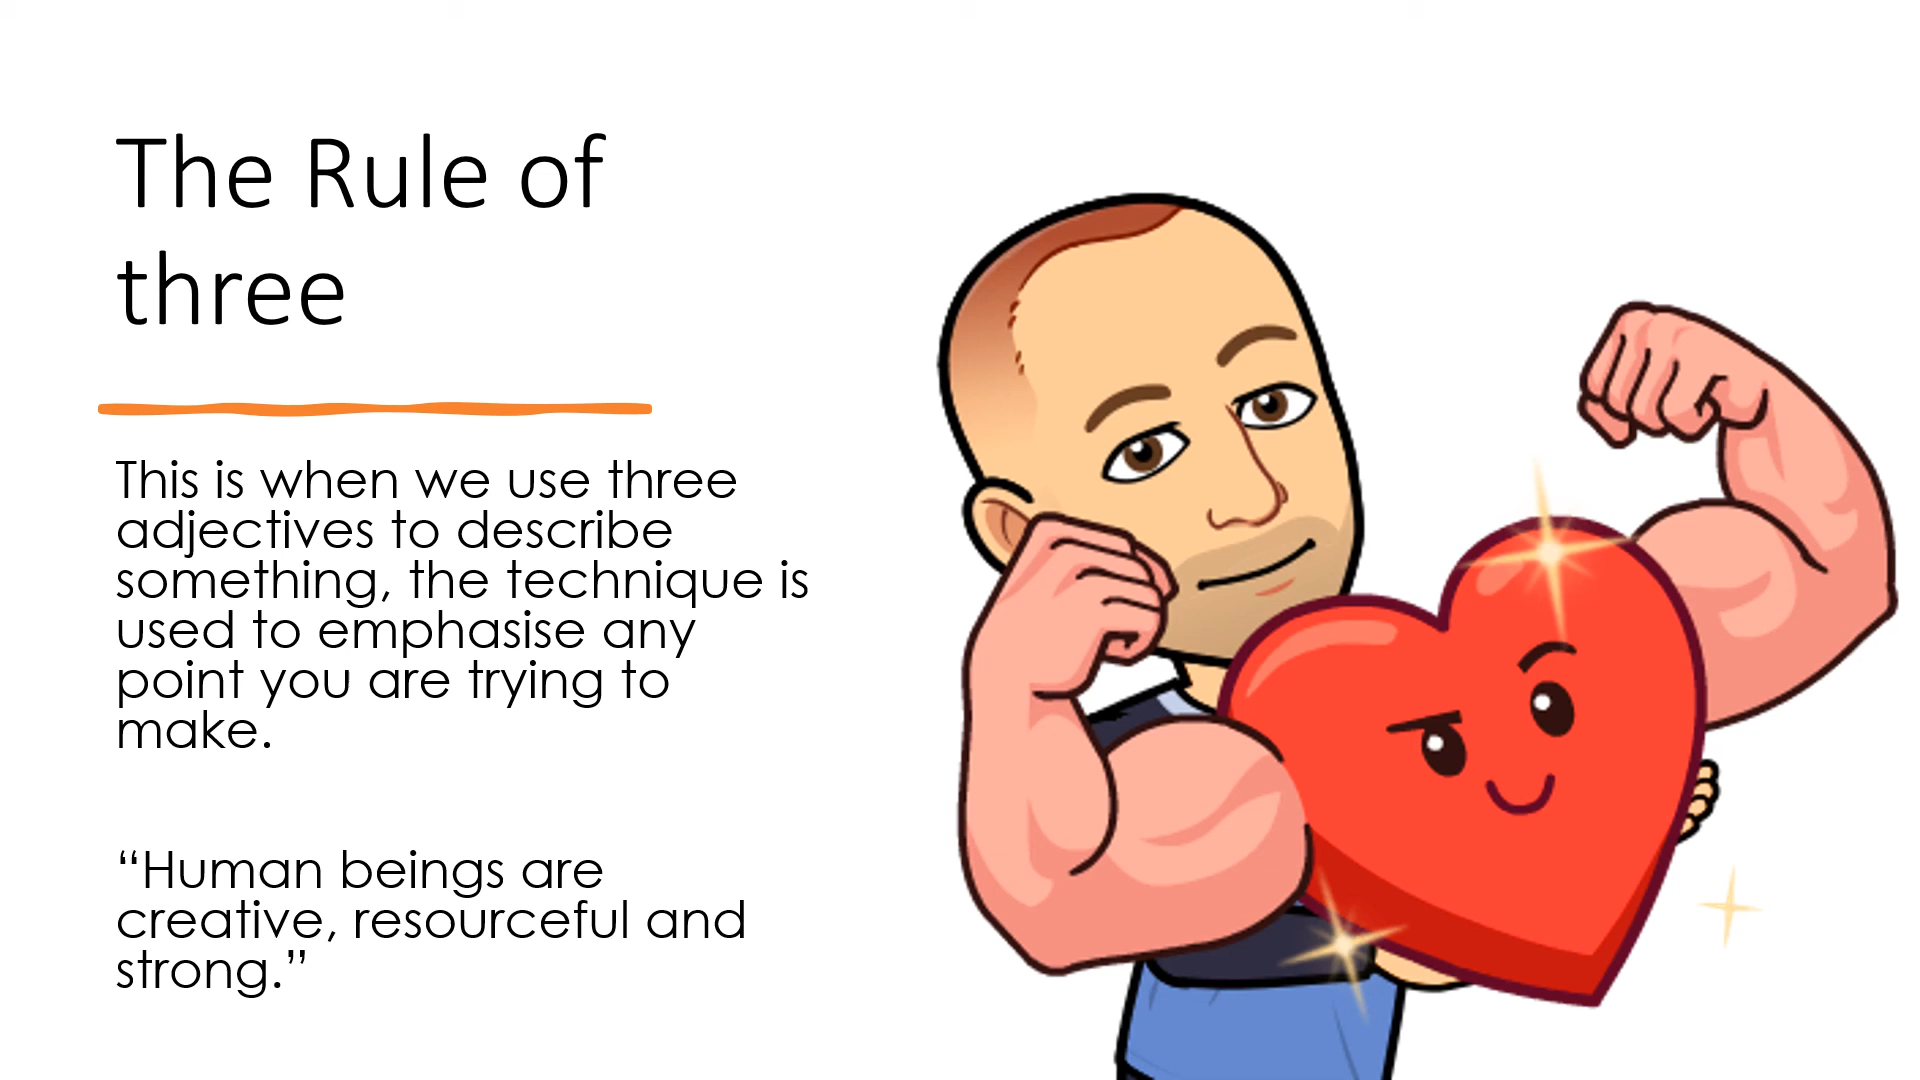 The Rule of
three
This is when we use three
adjectives to describe
something, the technique is
used to emphasise any
point you are trying to
make.
“Human beings are
creative, resourceful and
strong.”